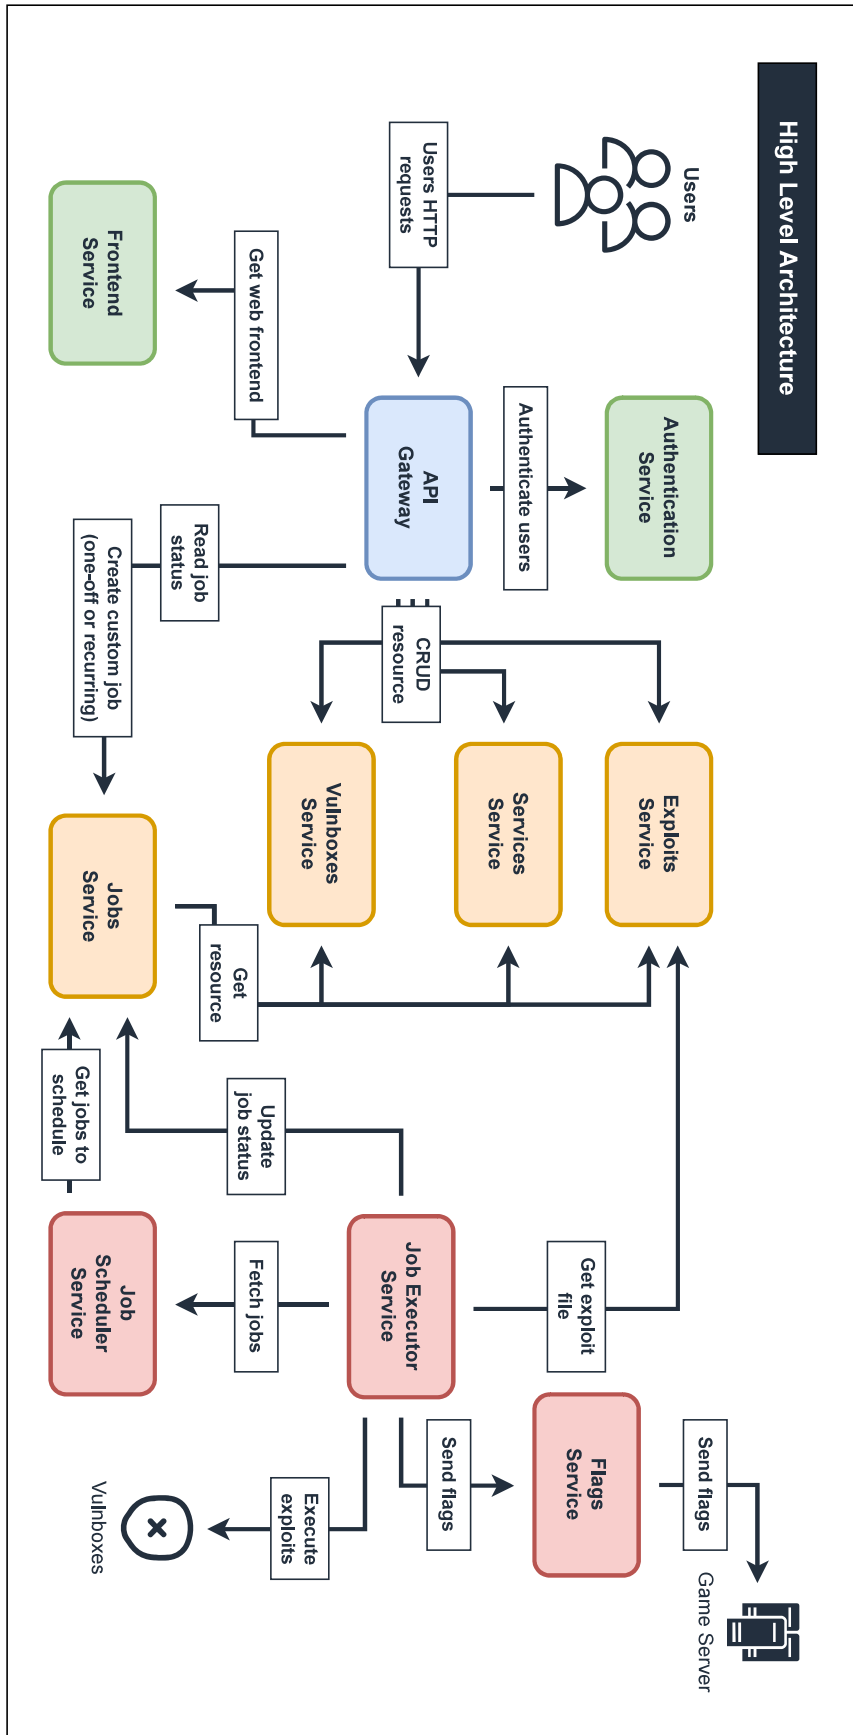 High Level Architecture
Users
Users HTTP
requests
Authentication
Service
Authenticate users
API
Gateway
Get web frontend
Frontend
Service
Read job
status
Create custom job
(one-off or recurring)
CRUD
resource
Exploits
Service
Services
Service
Vulnboxes
Service
Jobs
Service
Get
resource
Get jobs to
schedule
Update
job status
Get exploit
file
Job Executor
Service
Fetch jobs
Job
Scheduler
Service
Send flags
Flags
Service
Send flags
Game Server
Execute
exploits
Vulnboxes